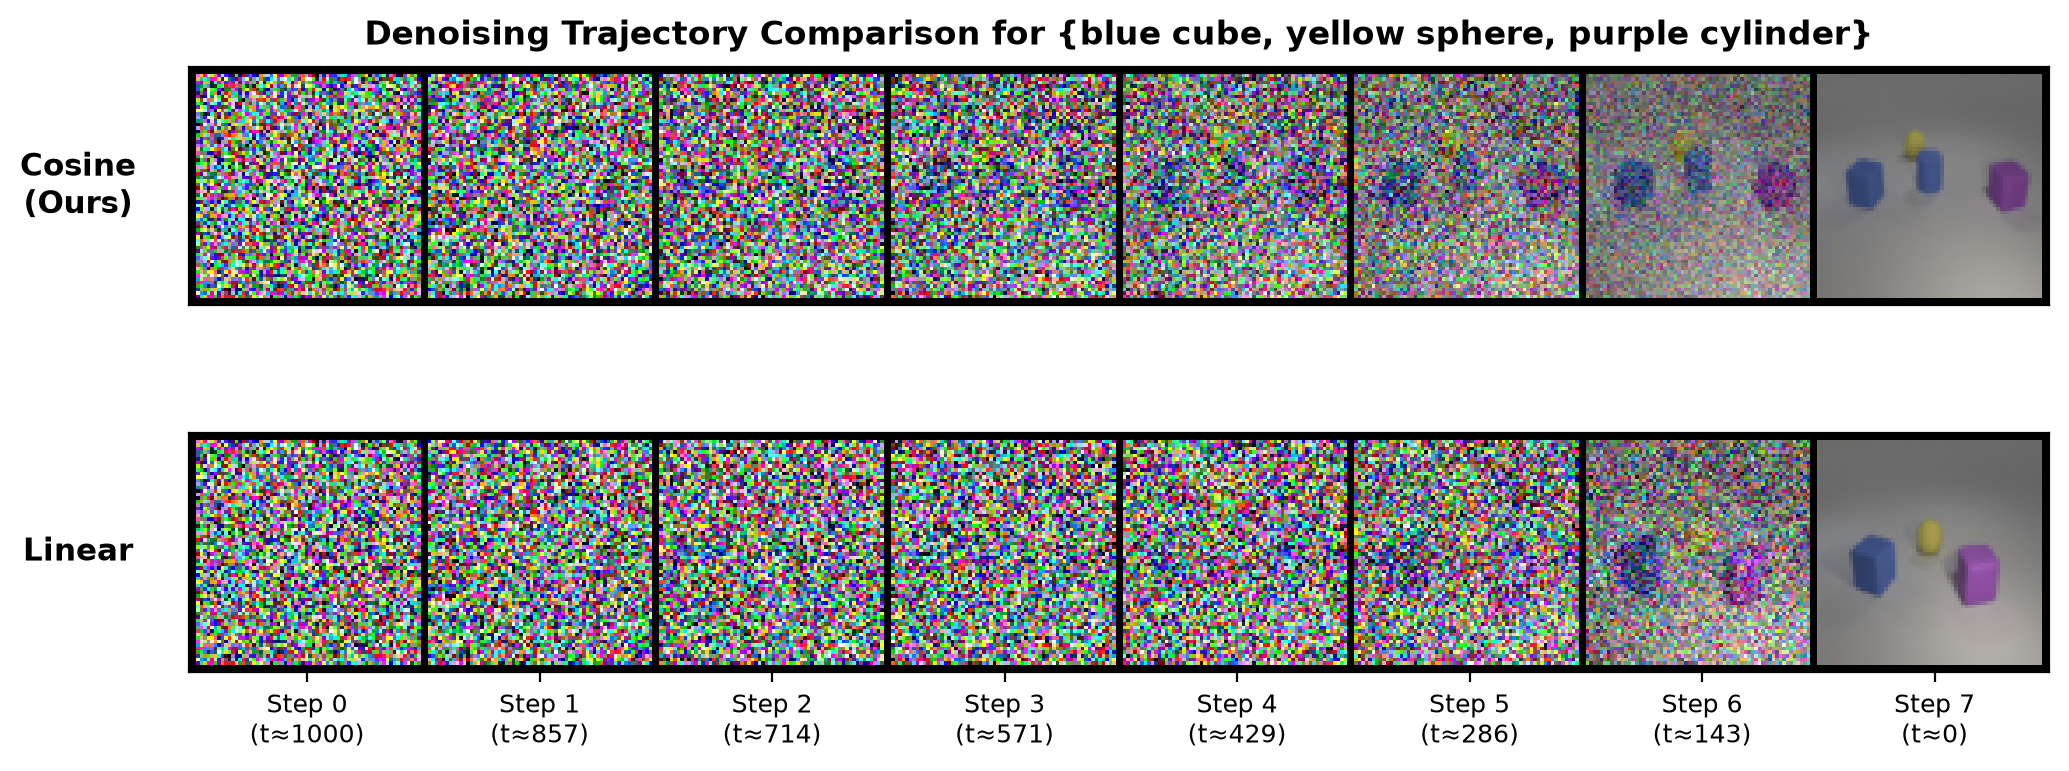 Denoising Trajectory Comparison for {blue cube, yellow sphere, purple cylinder}
Cosine
(Ours)
Linear
Step 0
(t≈1000)
Step 1
(t≈857)
Step 2
(t≈714)
Step 3
(t≈571)
Step 4
(t≈429)
Step 5
(t≈286)
Step 6
(t≈143)
Step 7
(t≈0)